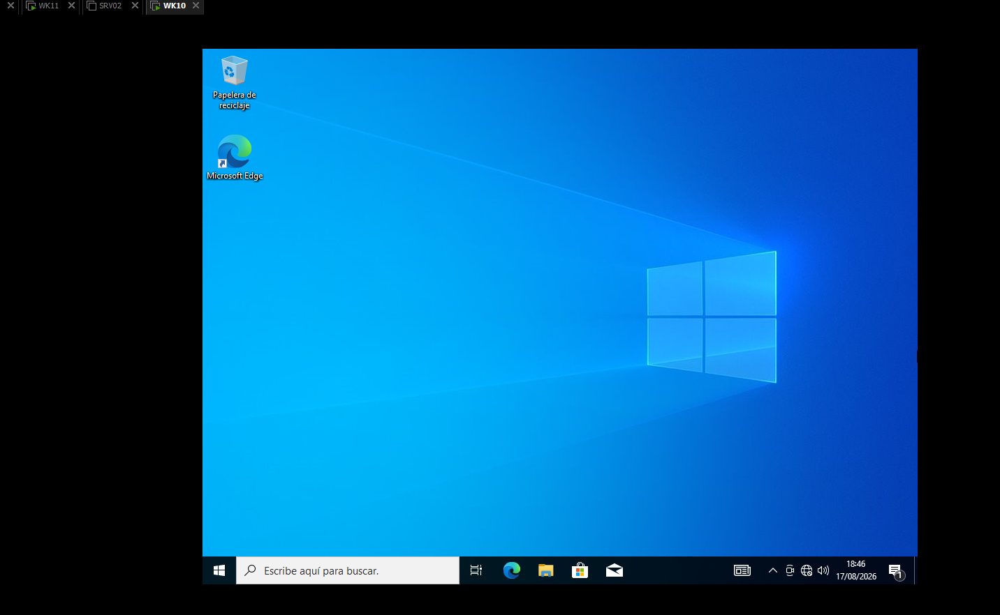 WK11
SRV02
WK10
Papelera de
reciclaje
Microsoft Edge
Escribe aquí para buscar.
18:46
17/08/2026
1